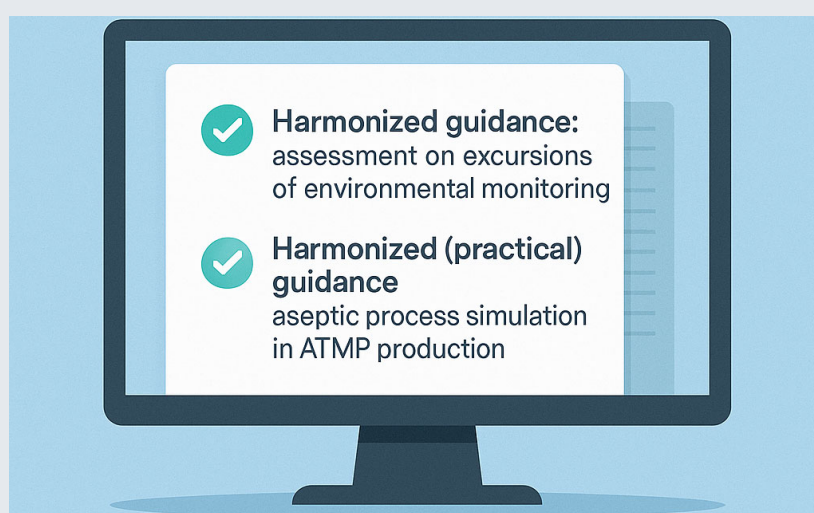 Harmonized guidance:
assessment on excursions
of environmental monitoring
Harmonized (practical)
guidance
aseptic process simulation
in ATMP production